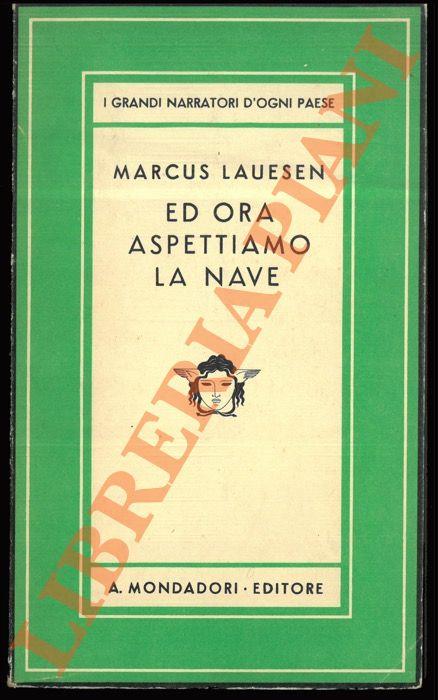 I GRANDI NARRATORI D'OGNI PAESE
MARCUS LAUESEN
ED ORA
ASPETTIAMO
LA NAVE
A. MONDADORI · EDITORE
LIBRERIA PIANI